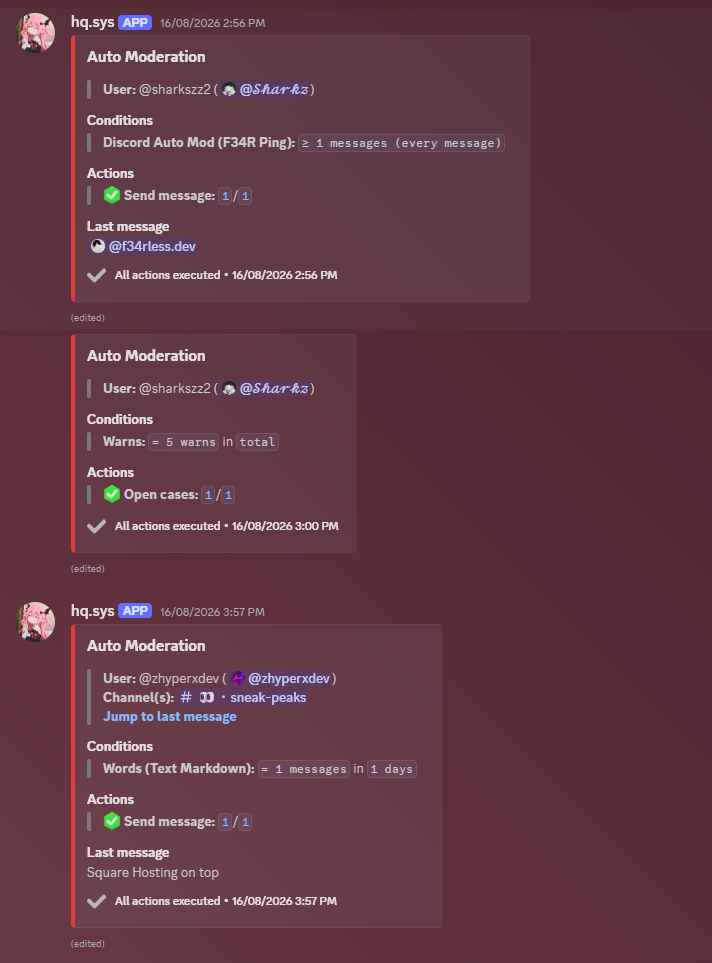 hq.sys APP 16/08/2026 2:56 PM
Auto Moderation
User: @sharkszz2 ( @𝓢𝓱𝓪𝓻𝓴𝔃 )
Conditions
Discord Auto Mod (F34R Ping): ≥ 1 messages (every message)
Actions
Send message: 1/1
Last message
@f34rless.dev
All actions executed • 16/08/2026 2:56 PM
(edited)
Auto Moderation
User: @sharkszz2 ( @𝓢𝓱𝓪𝓻𝓴𝔃 )
Conditions
Warns: = 5 warns in total
Actions
Open cases: 1/1
All actions executed • 16/08/2026 3:00 PM
(edited)
hq.sys APP 16/08/2026 3:57 PM
Auto Moderation
User: @zhyperxdev ( @zhyperxdev )
Channel(s): # 👀・sneak-peaks
Jump to last message
Conditions
Words (Text Markdown): = 1 messages in 1 days
Actions
Send message: 1/1
Last message
Square Hosting on top
All actions executed • 16/08/2026 3:57 PM
(edited)